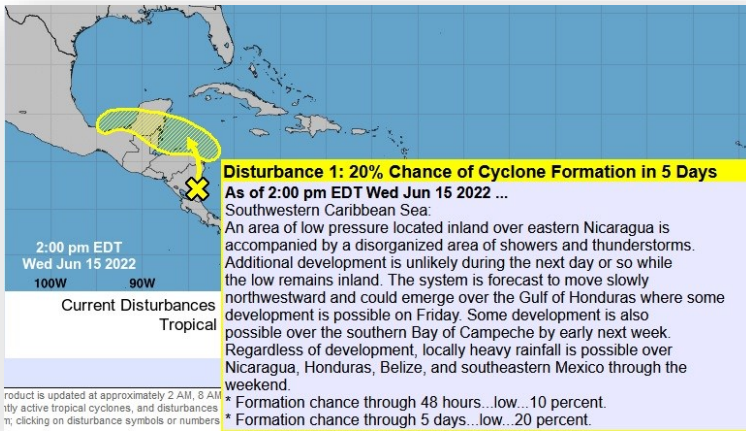 Disturbance 1: 20% Chance of Cyclone Formation in 5 Days
As of 2:00 pm EDT Wed Jun 15 2022 ...
Southwestern Caribbean Sea:
An area of low pressure located inland over eastern Nicaragua is
accompanied by a disorganized area of showers and thunderstorms.
Additional development is unlikely during the next day or so while
the low remains inland. The system is forecast to move slowly
northwestward and could emerge over the Gulf of Honduras where some
development is possible on Friday. Some development is also
possible over the southern Bay of Campeche by early next week.
Regardless of development, locally heavy rainfall is possible over
Nicaragua, Honduras, Belize, and southeastern Mexico through the
weekend.
* Formation chance through 48 hours...low...10 percent.
* Formation chance through 5 days...low...20 percent.
2:00 pm EDT
Wed Jun 15 2022
100W 90W
Current Disturbances
Tropical
roduct is updated at approximately 2 AM, 8 AM
ntly active tropical cyclones, and disturbances
n; clicking on disturbance symbols or numbers